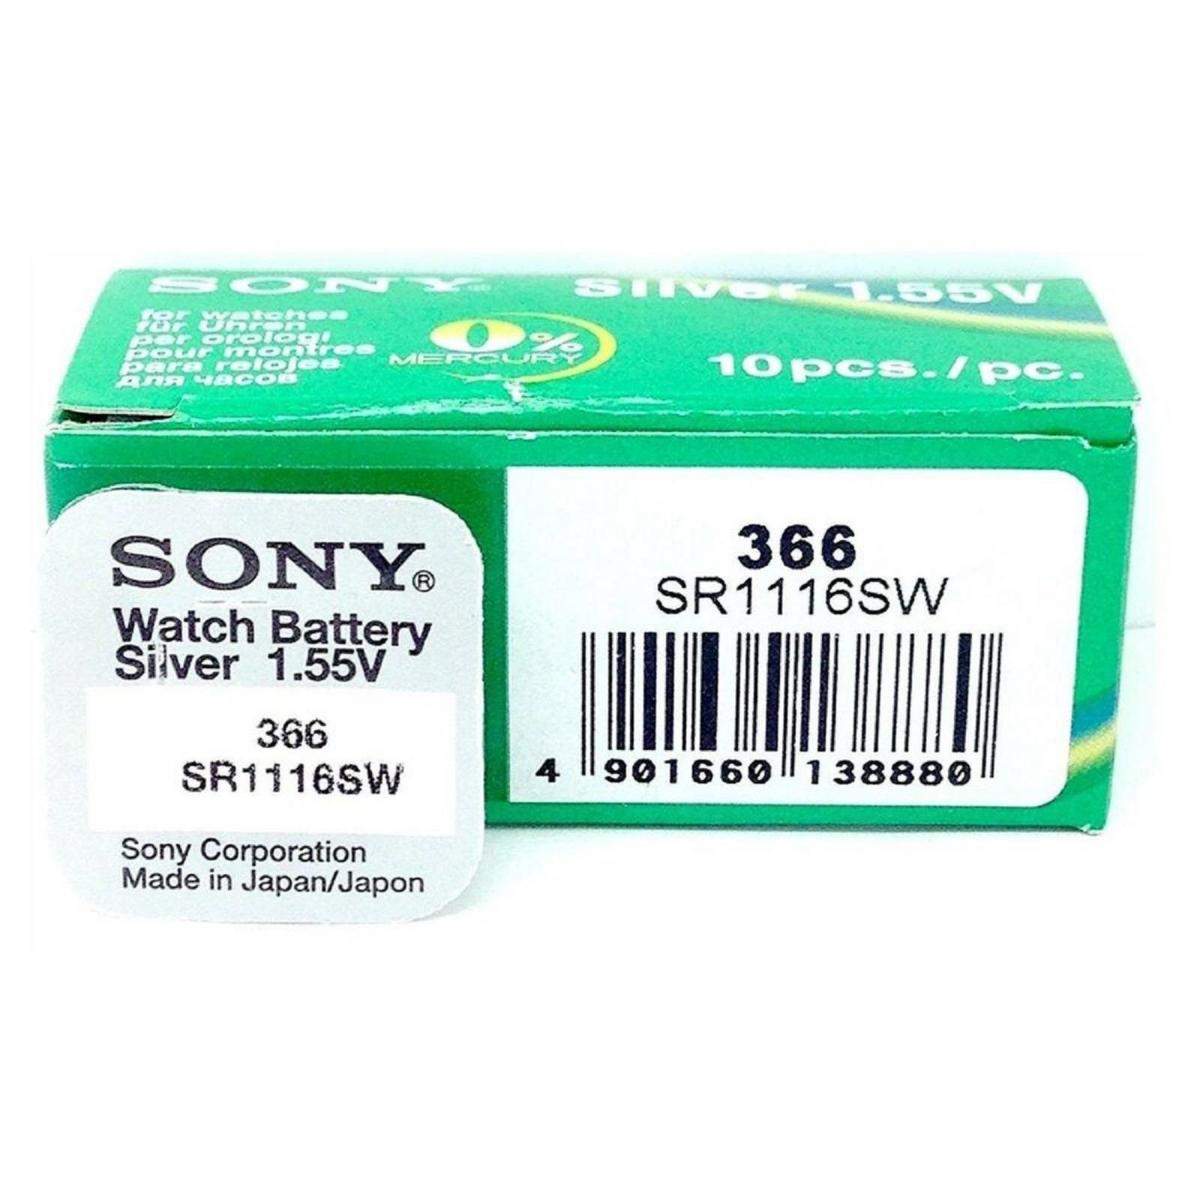 SONY®
Silver 1.55V
for watches
für Uhren
per orologi
pour montres
para relojes
для часов
0%
MERCURY
10pcs./pc.
SONY®
Watch Battery
Silver 1.55V
366
SR1116SW
Sony Corporation
Made in Japan/Japon
366
SR1116SW
4 901660 138880